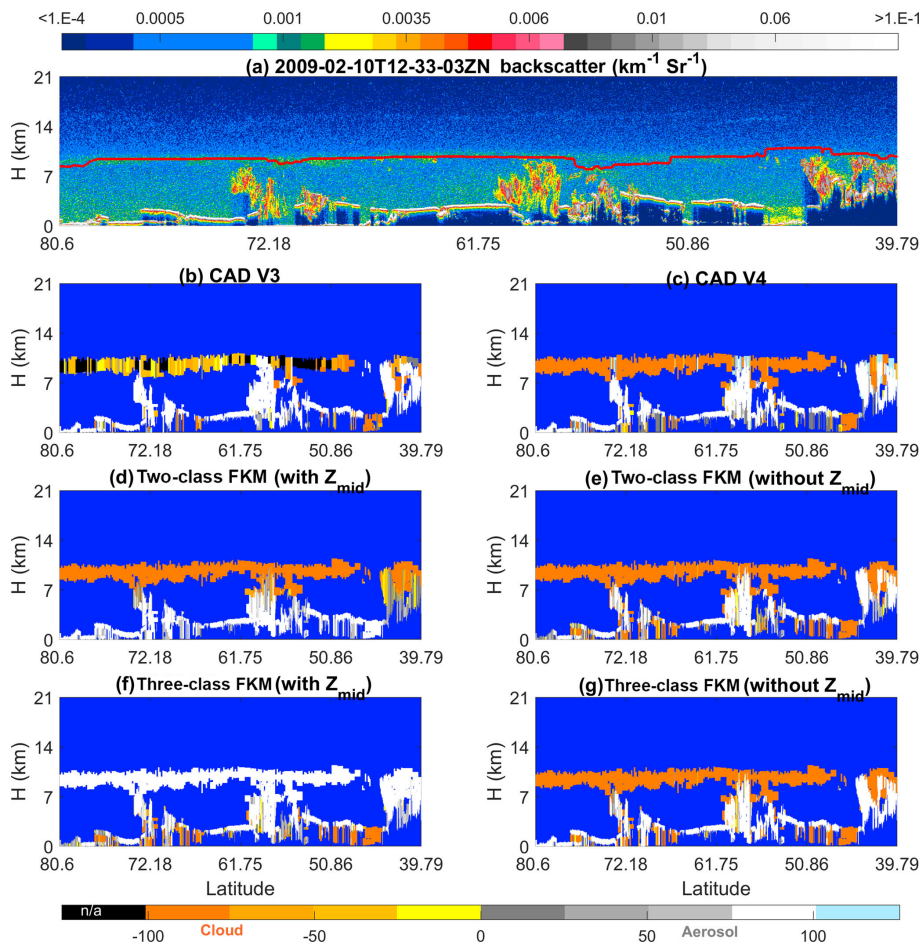 <1.E-4 0.0005 0.001 0.0035 0.006 0.01 0.06 >1.E-1
(a) 2009-02-10T12-33-03ZN backscatter (km⁻¹ Sr⁻¹)
H (km)
21
14
7
0
80.6 72.18 61.75 50.86 39.79
(b) CAD V3
H (km)
21
14
7
0
80.6 72.18 61.75 50.86 39.79
(c) CAD V4
H (km)
21
14
7
0
80.6 72.18 61.75 50.86 39.79
(d) Two-class FKM (with Z_mid)
H (km)
21
14
7
0
80.6 72.18 61.75 50.86 39.79
(e) Two-class FKM (without Z_mid)
H (km)
21
14
7
0
80.6 72.18 61.75 50.86 39.79
(f) Three-class FKM (with Z_mid)
H (km)
21
14
7
0
80.6 72.18 61.75 50.86 39.79
Latitude
(g) Three-class FKM (without Z_mid)
H (km)
21
14
7
0
80.6 72.18 61.75 50.86 39.79
Latitude
n/a
Cloud Aerosol
-100 -50 0 50 100